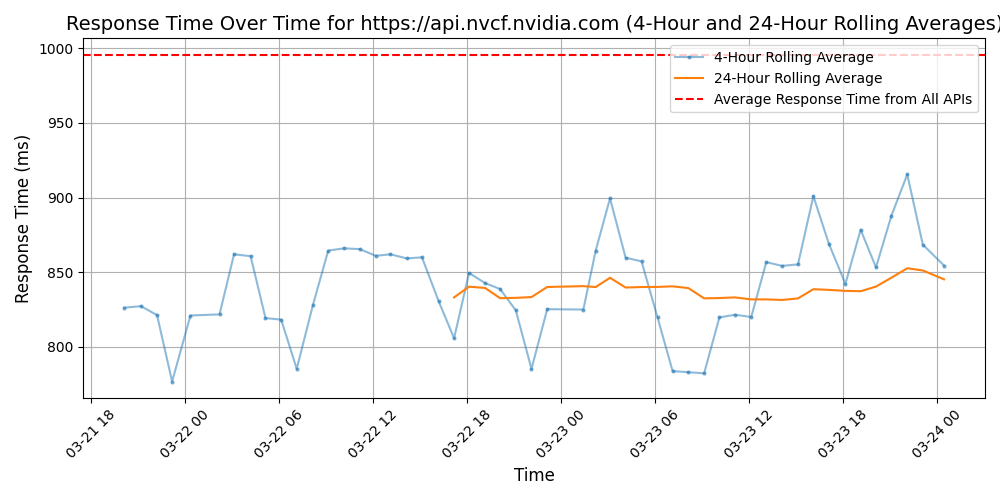 Response Time Over Time for https://api.nvcf.nvidia.com (4-Hour and 24-Hour Rolling Averages)
4-Hour Rolling Average
24-Hour Rolling Average
Average Response Time from All APIs
Response Time (ms)
1000
950
900
850
800
03-21 18
03-22 00
03-22 06
03-22 12
03-22 18
03-23 00
03-23 06
03-23 12
03-23 18
03-24 00
Time